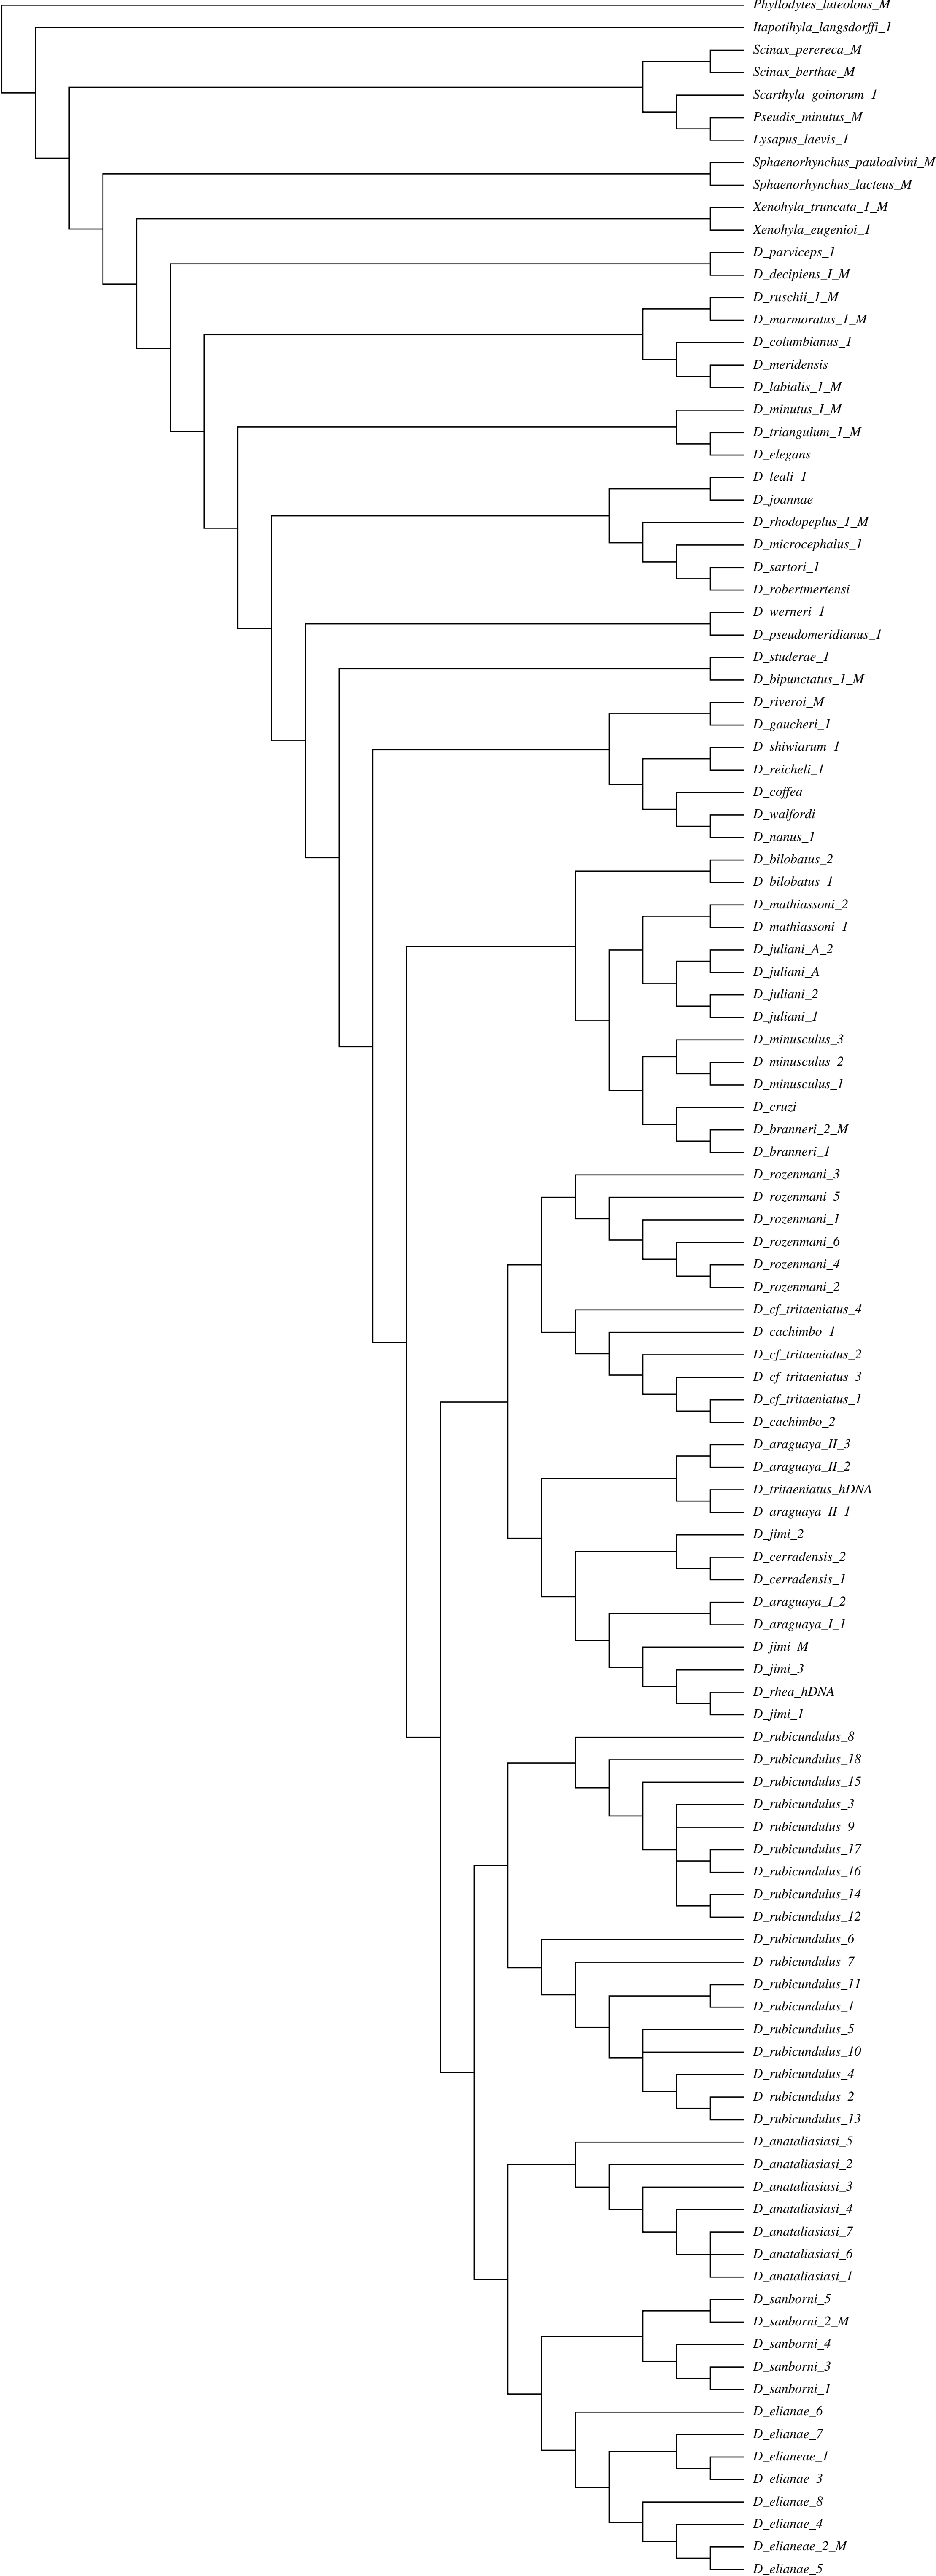 Phyllodytes_luteolous_M
Itapotihyla_langsdorffi_1
Scinax_perereca_M
Scinax_berthae_M
Scarthyla_goinorum_1
Pseudis_minutus_M
Lysapus_laevis_1
Sphaenorhynchus_pauloalvini_M
Sphaenorhynchus_lacteus_M
Xenohyla_truncata_1_M
Xenohyla_eugenioi_1
D_parviceps_1
D_decipiens_I_M
D_ruschii_1_M
D_marmoratus_1_M
D_columbianus_1
D_meridensis
D_labialis_1_M
D_minutus_I_M
D_triangulum_1_M
D_elegans
D_leali_1
D_joannae
D_rhodopeplus_1_M
D_microcephalus_1
D_sartori_1
D_robertmertensi
D_werneri_1
D_pseudomeridianus_1
D_studerae_1
D_bipunctatus_1_M
D_riveroi_M
D_gaucheri_1
D_shiwiarum_1
D_reicheli_1
D_coffea
D_walfordi
D_nanus_1
D_bilobatus_2
D_bilobatus_1
D_mathiassoni_2
D_mathiassoni_1
D_juliani_A_2
D_juliani_A
D_juliani_2
D_juliani_1
D_minusculus_3
D_minusculus_2
D_minusculus_1
D_cruzi
D_branneri_2_M
D_branneri_1
D_rozenmani_3
D_rozenmani_5
D_rozenmani_1
D_rozenmani_6
D_rozenmani_4
D_rozenmani_2
D_cf_tritaeniatus_4
D_cachimbo_1
D_cf_tritaeniatus_2
D_cf_tritaeniatus_3
D_cf_tritaeniatus_1
D_cachimbo_2
D_araguaya_II_3
D_araguaya_II_2
D_tritaeniatus_hDNA
D_araguaya_II_1
D_jimi_2
D_cerradensis_2
D_cerradensis_1
D_araguaya_I_2
D_araguaya_I_1
D_jimi_M
D_jimi_3
D_rhea_hDNA
D_jimi_1
D_rubicundulus_8
D_rubicundulus_18
D_rubicundulus_15
D_rubicundulus_3
D_rubicundulus_9
D_rubicundulus_17
D_rubicundulus_16
D_rubicundulus_14
D_rubicundulus_12
D_rubicundulus_6
D_rubicundulus_7
D_rubicundulus_11
D_rubicundulus_1
D_rubicundulus_5
D_rubicundulus_10
D_rubicundulus_4
D_rubicundulus_2
D_rubicundulus_13
D_anataliasiasi_5
D_anataliasiasi_2
D_anataliasiasi_3
D_anataliasiasi_4
D_anataliasiasi_7
D_anataliasiasi_6
D_anataliasiasi_1
D_sanborni_5
D_sanborni_2_M
D_sanborni_4
D_sanborni_3
D_sanborni_1
D_elianae_6
D_elianae_7
D_elianeae_1
D_elianae_3
D_elianae_8
D_elianae_4
D_elianeae_2_M
D_elianae_5